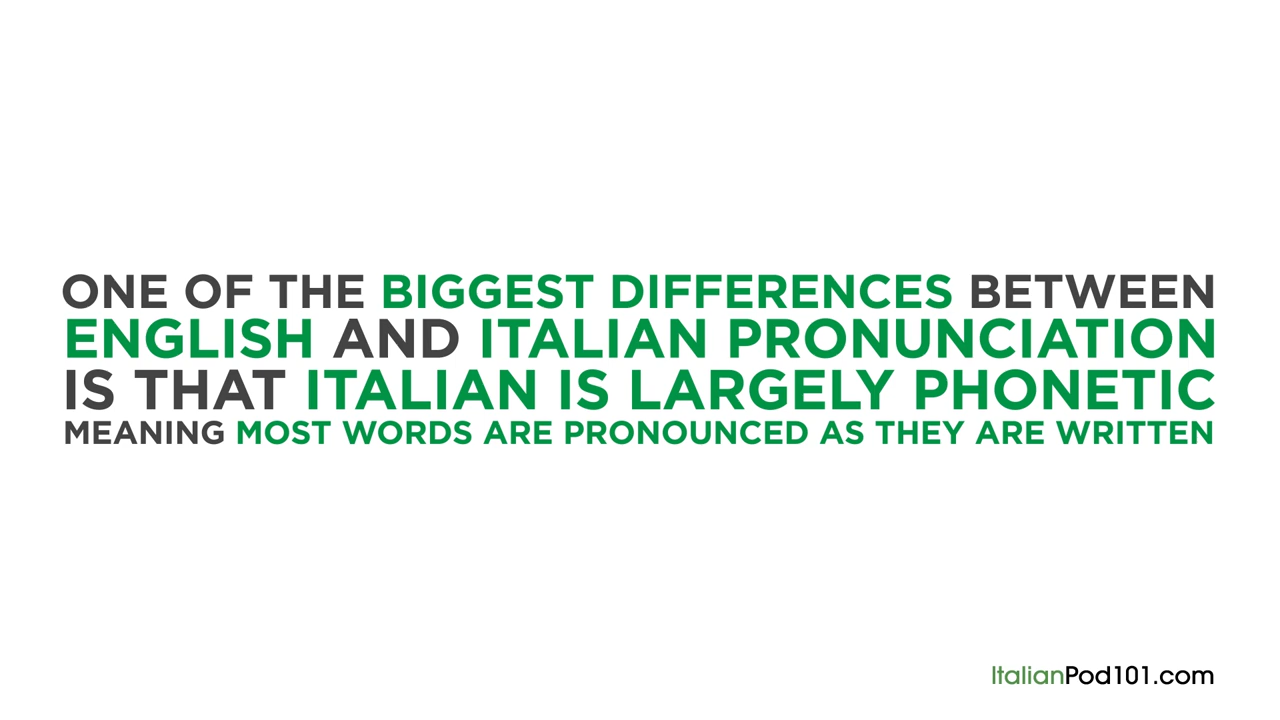 ONE OF THE BIGGEST DIFFERENCES BETWEEN
ENGLISH AND ITALIAN PRONUNCIATION
IS THAT ITALIAN IS LARGELY PHONETIC
MEANING MOST WORDS ARE PRONOUNCED AS THEY ARE WRITTEN
ItalianPod101.com